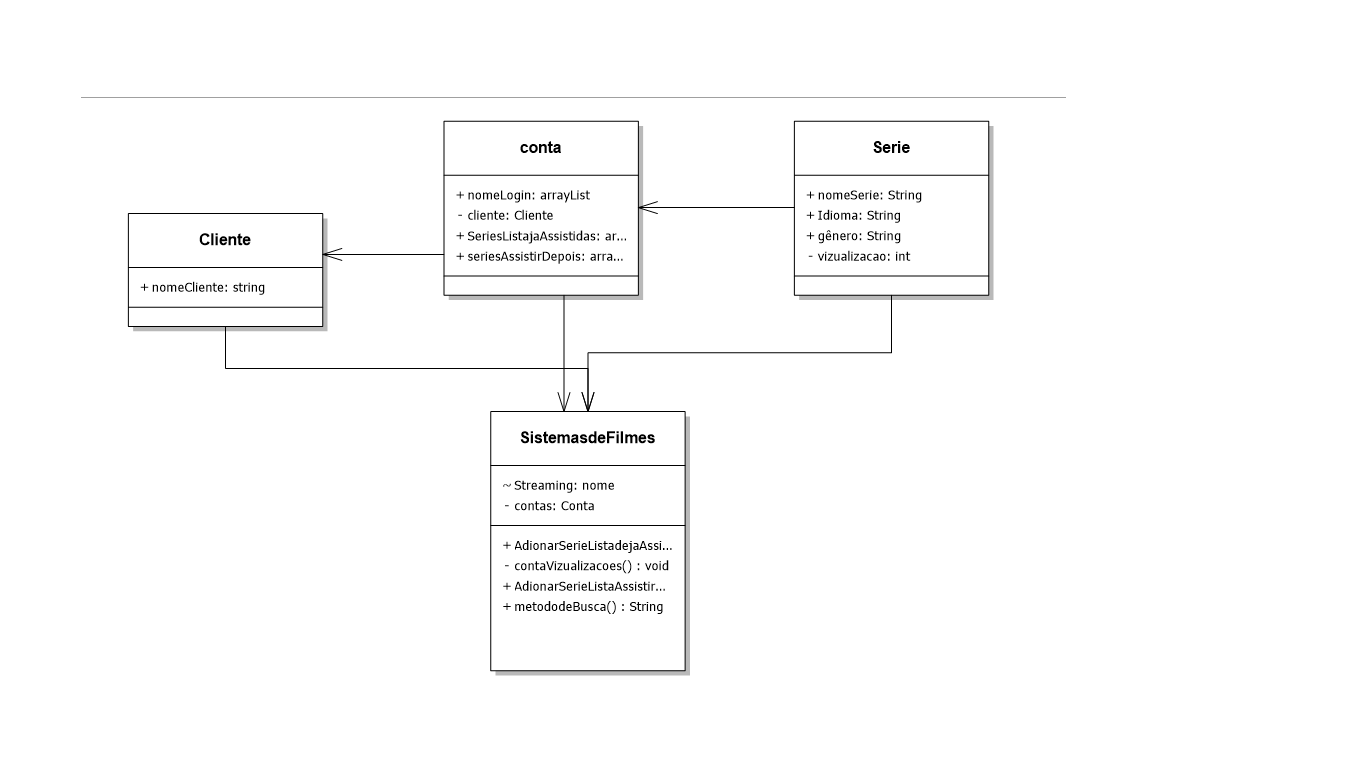 conta
+ nomeLogin: arrayList
- cliente: Cliente
+ SeriesListajaAssistidas: ar...
+ seriesAssistirDepois: arra...
Serie
+ nomeSerie: String
+ Idioma: String
+ gênero: String
- vizualizacao: int
Cliente
+ nomeCliente: string
SistemasdeFilmes
~ Streaming: nome
- contas: Conta
+ AdionarSerieListadejaAssi...
- contaVizualizacoes() : void
+ AdionarSerieListaAssistir...
+ metododeBusca() : String